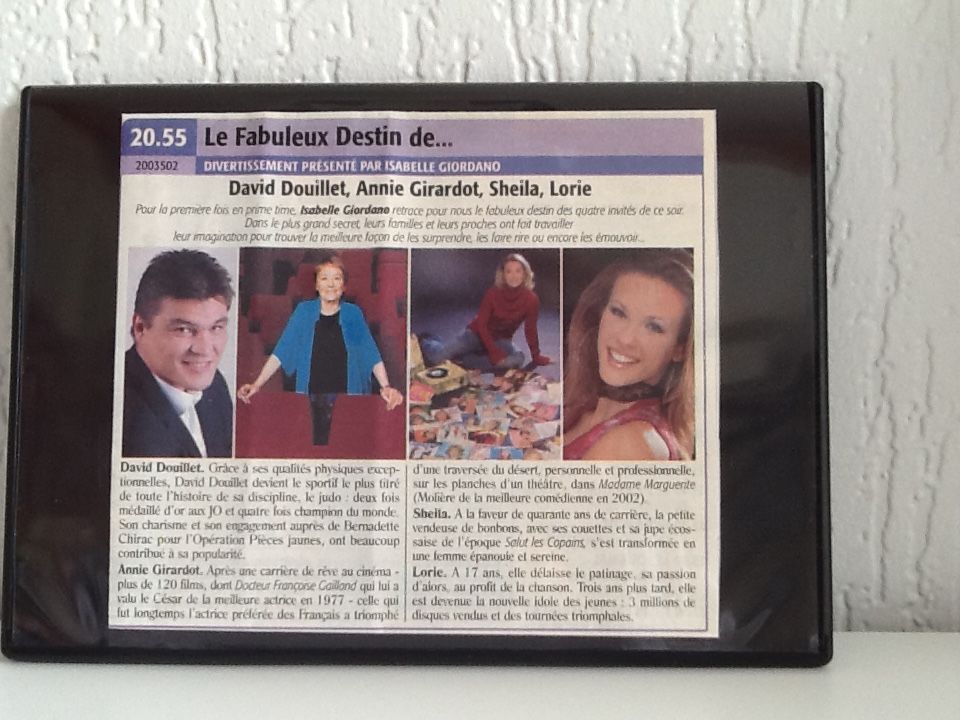 20.55 Le Fabuleux Destin de...
2003502 DIVERTISSEMENT PRÉSENTÉ PAR ISABELLE GIORDANO
David Douillet, Annie Girardot, Sheila, Lorie
Pour la première fois en prime time, Isabelle Giordano retrace pour nous le fabuleux destin des quatre invités de ce soir.
Dans le plus grand secret, leurs familles et leurs proches ont fait travailler
leur imagination pour trouver la meilleure façon de les surprendre, les faire rire ou encore les émouvoir...
David Douillet. Grâce à ses qualités physiques excep-
tionnelles, David Douillet devient le sportif le plus titré
de toute l'histoire de sa discipline, le judo : deux fois
médaillé d'or aux JO et quatre fois champion du monde.
Son charisme et son engagement auprès de Bernadette
Chirac pour l'Opération Pièces jaunes, ont beaucoup
contribué à sa popularité.
Annie Girardot. Après une carrière de rêve au cinéma -
plus de 120 films, dont Docteur Françoise Gailland qui lui a
valu le César de la meilleure actrice en 1977 - celle qui
fut longtemps l'actrice préférée des Français a triomphé
d'une traversée du désert, personnelle et professionnelle,
sur les planches d'un théâtre, dans Madame Marguerite
(Molière de la meilleure comédienne en 2002)
Sheila. A la faveur de quarante ans de carrière, la petite
vendeuse de bonbons, avec ses couettes et sa jupe écos-
saise de l'époque Salut les Copains, s'est transformée en
une femme épanouie et sereine.
Lorie. A 17 ans, elle délaisse le patinage, sa passion
d'alors, au profit de la chanson. Trois ans plus tard, elle
est devenue la nouvelle idole des jeunes : 3 millions de
disques vendus et des tournées triomphales.